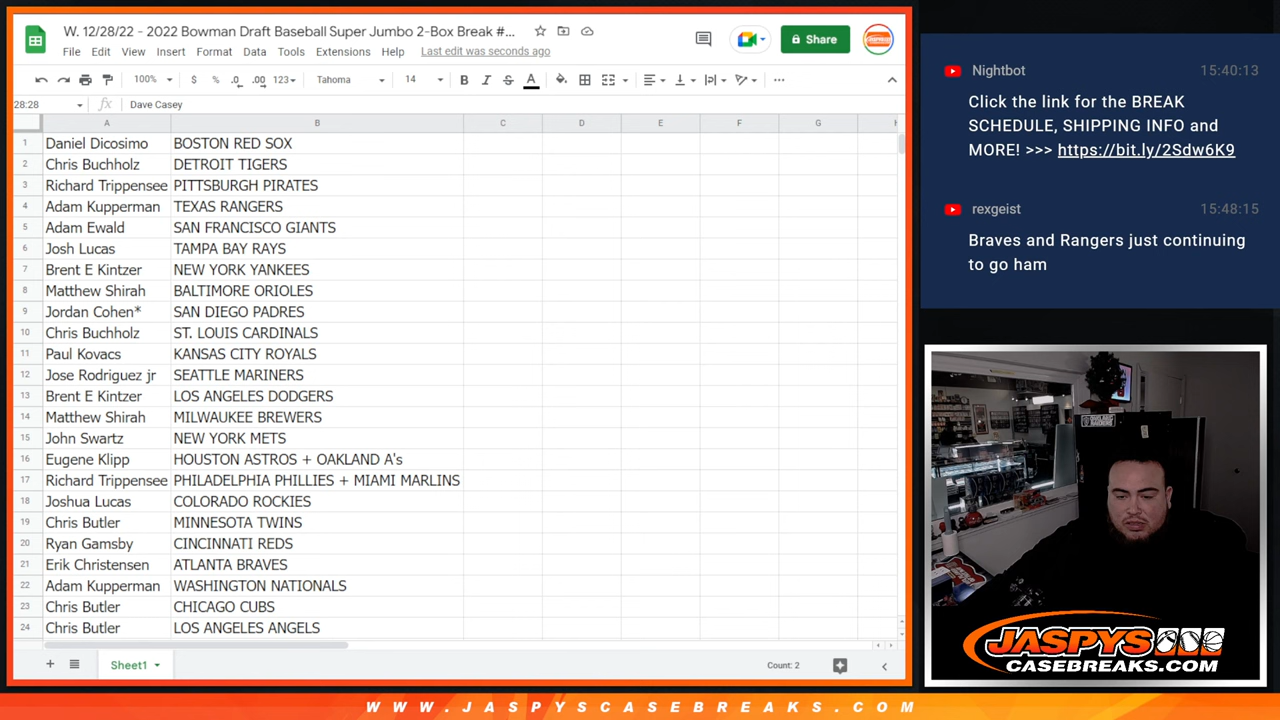 W. 12/28/22 - 2022 Bowman Draft Baseball Super Jumbo 2-Box Break #...
File Edit View Insert Format Data Tools Extensions Help Last edit was seconds ago
Share
100% $ % .0 .00 123 Tahoma 14 B I S A
28:28 fx Dave Casey
A B C D E F G H
1 Daniel Dicosimo BOSTON RED SOX
2 Chris Buchholz DETROIT TIGERS
3 Richard Trippensee PITTSBURGH PIRATES
4 Adam Kupperman TEXAS RANGERS
5 Adam Ewald SAN FRANCISCO GIANTS
6 Josh Lucas TAMPA BAY RAYS
7 Brent E Kintzer NEW YORK YANKEES
8 Matthew Shirah BALTIMORE ORIOLES
9 Jordan Cohen* SAN DIEGO PADRES
10 Chris Buchholz ST. LOUIS CARDINALS
11 Paul Kovacs KANSAS CITY ROYALS
12 Jose Rodriguez jr SEATTLE MARINERS
13 Brent E Kintzer LOS ANGELES DODGERS
14 Matthew Shirah MILWAUKEE BREWERS
15 John Swartz NEW YORK METS
16 Eugene Klipp HOUSTON ASTROS + OAKLAND A's
17 Richard Trippensee PHILADELPHIA PHILLIES + MIAMI MARLINS
18 Joshua Lucas COLORADO ROCKIES
19 Chris Butler MINNESOTA TWINS
20 Ryan Gamsby CINCINNATI REDS
21 Erik Christensen ATLANTA BRAVES
22 Adam Kupperman WASHINGTON NATIONALS
23 Chris Butler CHICAGO CUBS
24 Chris Butler LOS ANGELES ANGELS
Sheet1 Count: 2
Nightbot 15:40:13
Click the link for the BREAK
SCHEDULE, SHIPPING INFO and
MORE! >>> https://bit.ly/2Sdw6K9
rexgeist 15:48:15
Braves and Rangers just continuing
to go ham
JASPYS
CASEBREAKS.COM
WWW.JASPYSCASEBREAKS.COM